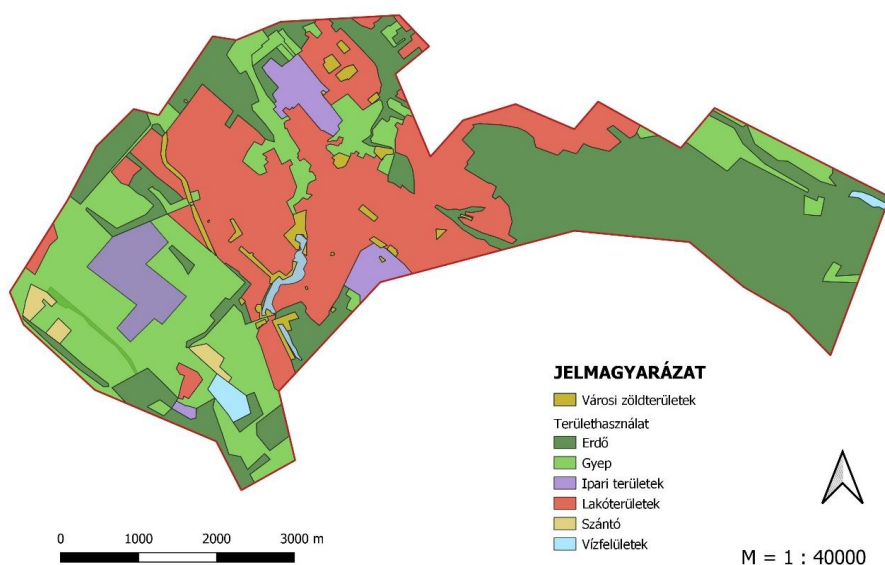 JELMAGYARÁZAT
Városi zöldterületek
Területhasználat
Erdő
Gyep
Ipari területek
Lakóterületek
Szántó
Vízfelületek
0 1000 2000 3000 m
M = 1 : 40000